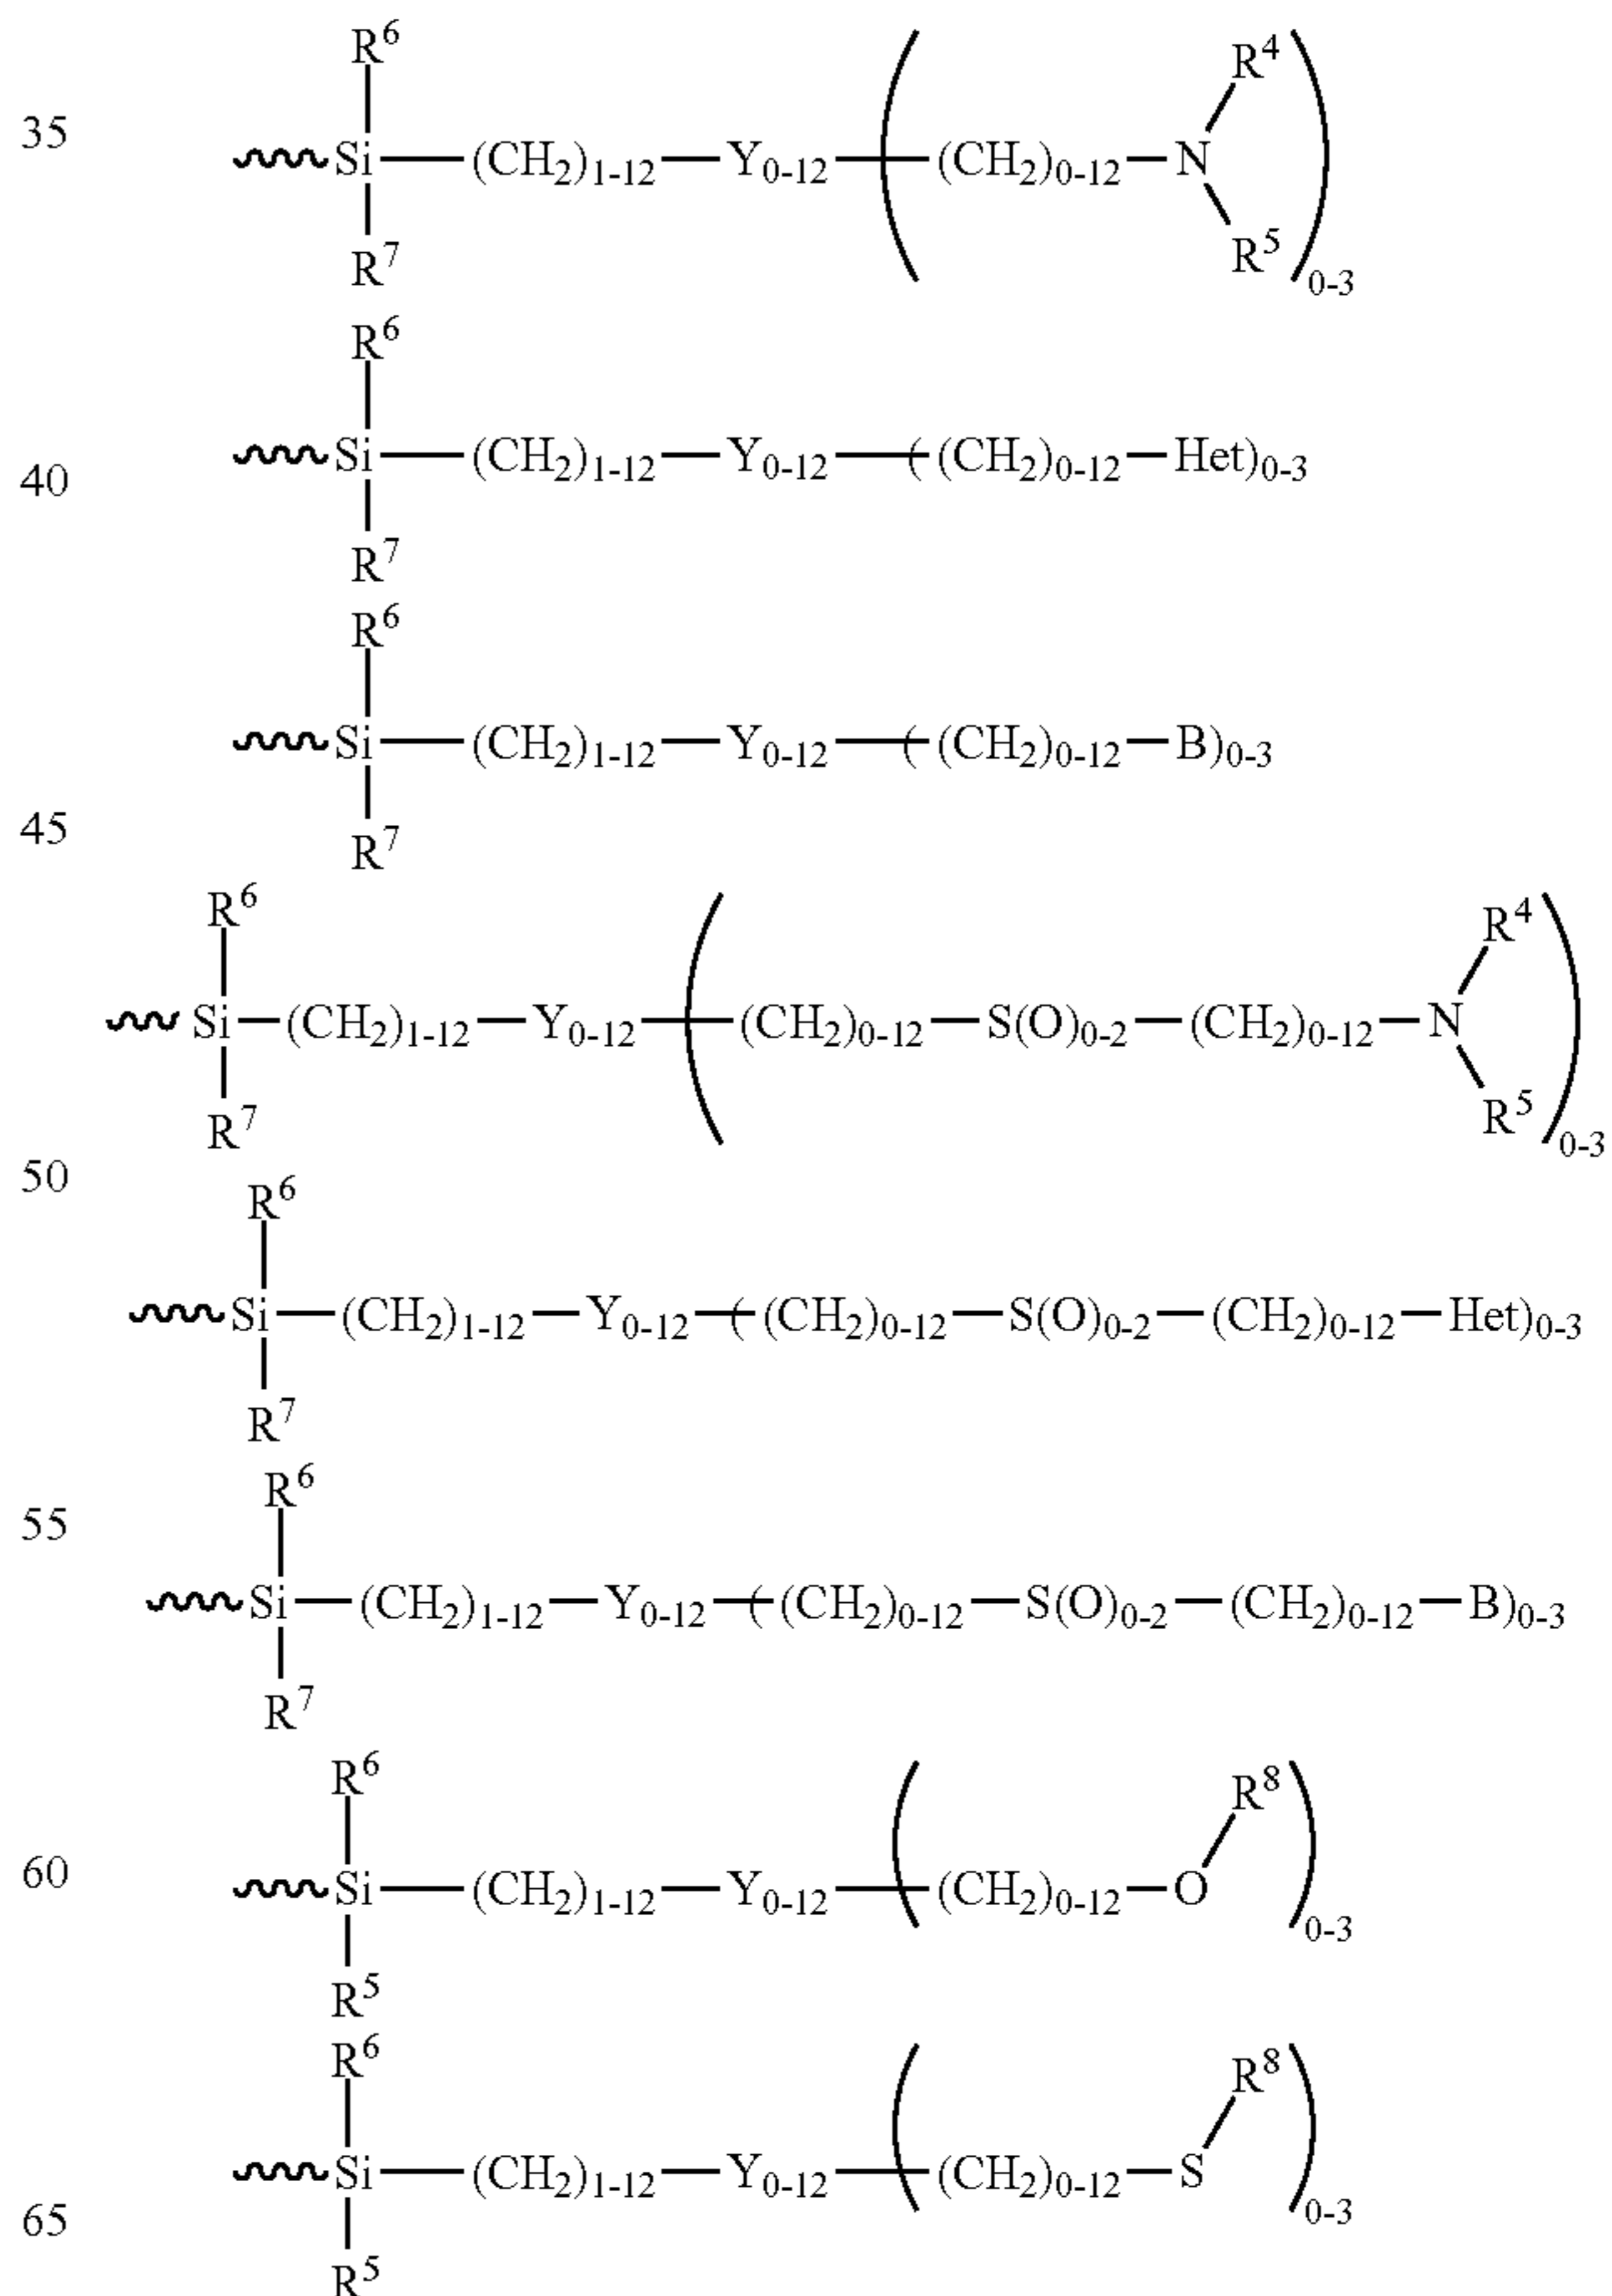 R⁶
R⁴
35
Si—(CH₂)₁₋₁₂—Y₀₋₁₂—((CH₂)₀₋₁₂—N)₀₋₃
R⁷
R⁵
R⁶
Si—(CH₂)₁₋₁₂—Y₀₋₁₂—((CH₂)₀₋₁₂—Het)₀₋₃
40
R⁷
R⁶
Si—(CH₂)₁₋₁₂—Y₀₋₁₂—((CH₂)₀₋₁₂—B)₀₋₃
45
R⁷
R⁶
R⁴
Si—(CH₂)₁₋₁₂—Y₀₋₁₂—((CH₂)₀₋₁₂—S(O)₀₋₂—(CH₂)₀₋₁₂—N)₀₋₃
R⁷
R⁵
50
R⁶
Si—(CH₂)₁₋₁₂—Y₀₋₁₂—((CH₂)₀₋₁₂—S(O)₀₋₂—(CH₂)₀₋₁₂—Het)₀₋₃
R⁷
R⁶
55
Si—(CH₂)₁₋₁₂—Y₀₋₁₂—((CH₂)₀₋₁₂—S(O)₀₋₂—(CH₂)₀₋₁₂—B)₀₋₃
R⁷
R⁶
R⁸
60
Si—(CH₂)₁₋₁₂—Y₀₋₁₂—((CH₂)₀₋₁₂—O)₀₋₃
R⁵
R⁶
R⁸
Si—(CH₂)₁₋₁₂—Y₀₋₁₂—((CH₂)₀₋₁₂—S)₀₋₃
65
R⁵